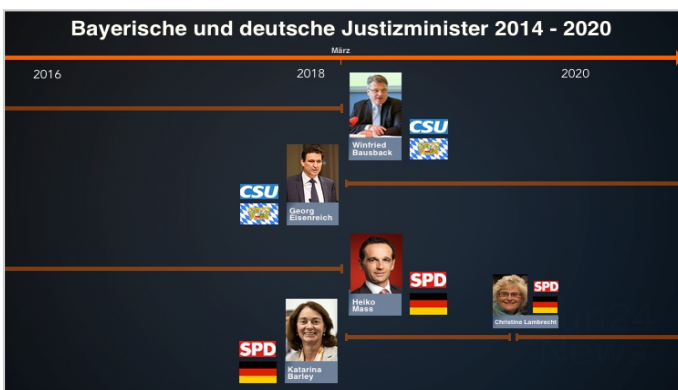 Bayerische und deutsche Justizminister 2014 - 2020
März
2016
2018
2020
Winfried
Bausback
CSU
CSU
Georg
Eisenreich
Heiko
Mass
SPD
SPD
Christine Lambrecht
SPD
Katarina
Barley